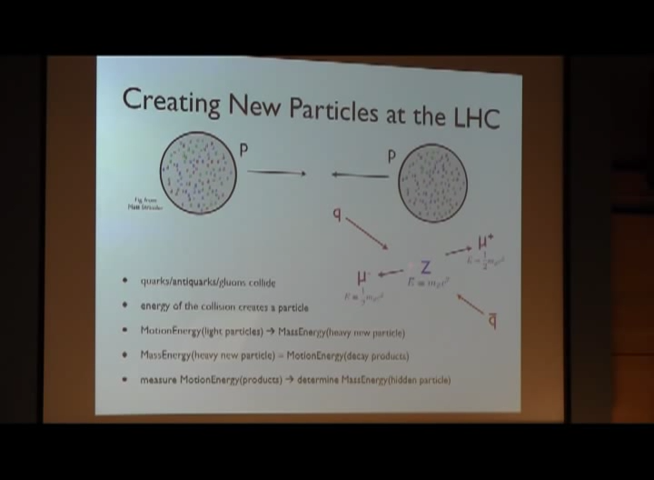 Creating New Particles at the LHC
P
P
Fig from
q
μ⁺
Z
μ⁻
q̄
• quarks/antiquarks/gluons collide
• energy of the collision creates a particle
• MotionEnergy(light particles) → MassEnergy(heavy new particle)
• MassEnergy(heavy new particle) = MotionEnergy(decay products)
• measure MotionEnergy(products) → determine MassEnergy(hidden particle)